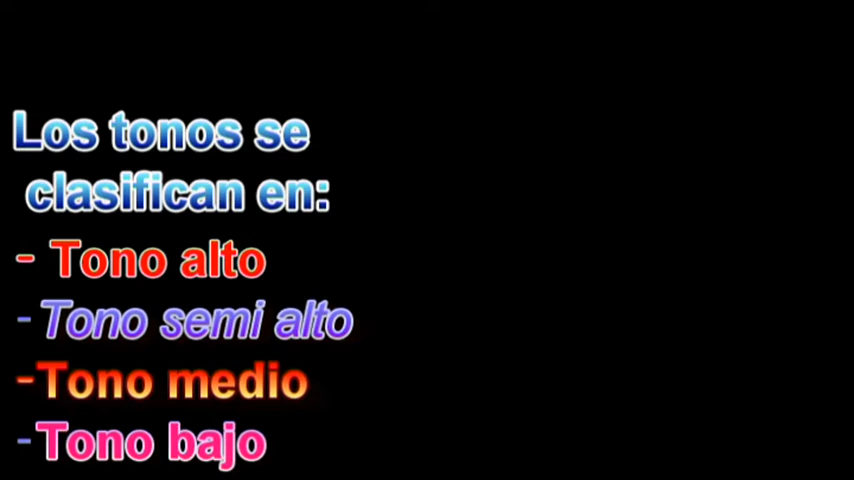 Los tonos se
clasifican en:
- Tono alto
-Tono semi alto
-Tono medio
-Tono bajo